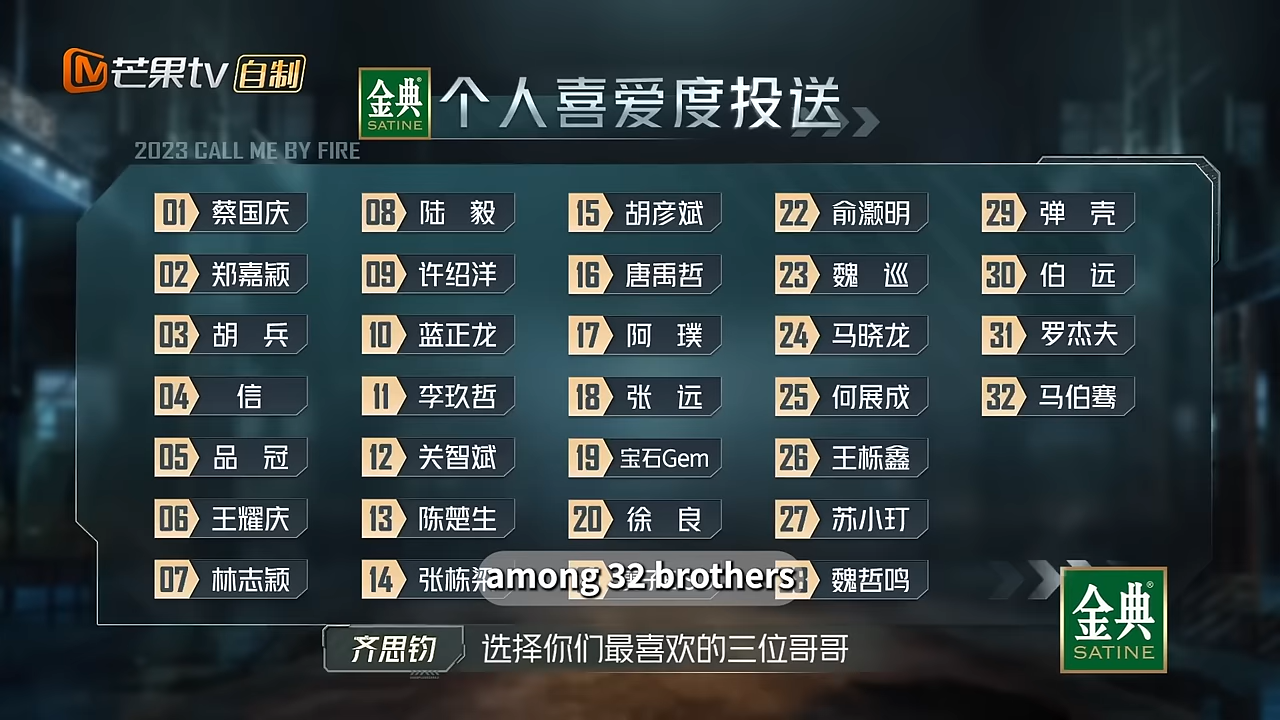 芒果tv 自制
金典 SATINE 个人喜爱度投送
2023 CALL ME BY FIRE
01 蔡国庆
02 郑嘉颖
03 胡 兵
04 信
05 品 冠
06 王耀庆
07 林志颖
08 陆 毅
09 许绍洋
10 蓝正龙
11 李玖哲
12 关智斌
13 陈楚生
14 张栋梁
15 胡彦斌
16 唐禹哲
17 阿 璞
18 张 远
19 宝石Gem
20 徐 良
22 俞灏明
23 魏 巡
24 马晓龙
25 何展成
26 王栎鑫
27 苏小玎
魏哲鸣
29 弹 壳
30 伯 远
31 罗杰夫
32 马伯骞
among 32 brothers
金典 SATINE
齐思钧 选择你们最喜欢的三位哥哥